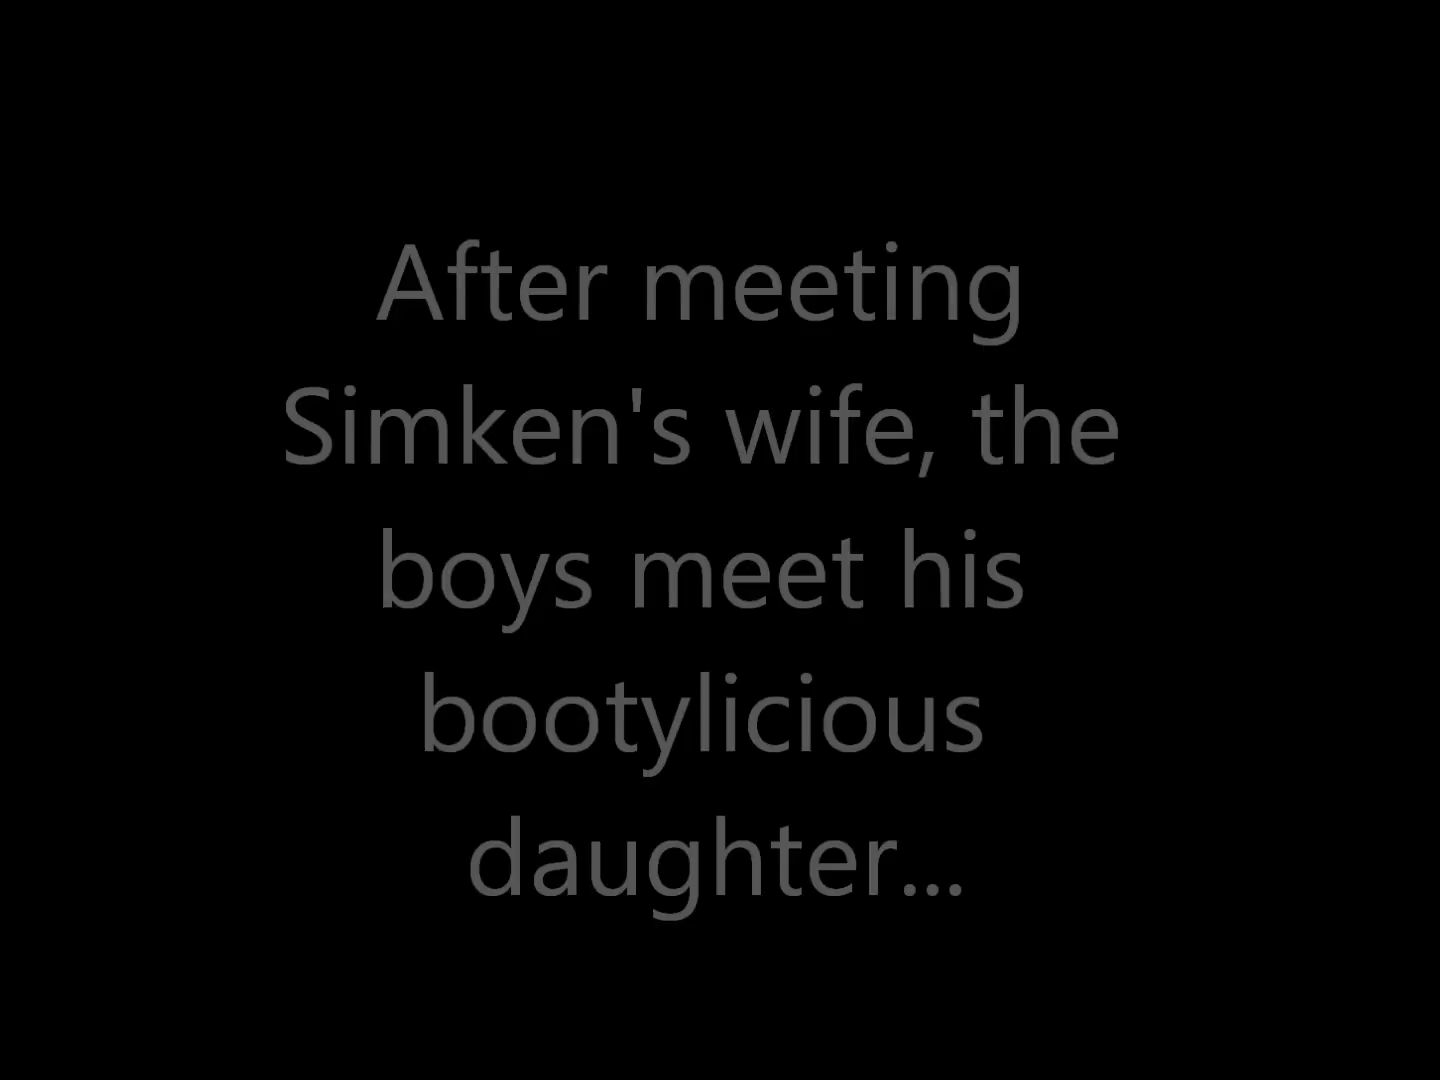 After meeting
Simken's wife, the
boys meet his
bootylicious
daughter...